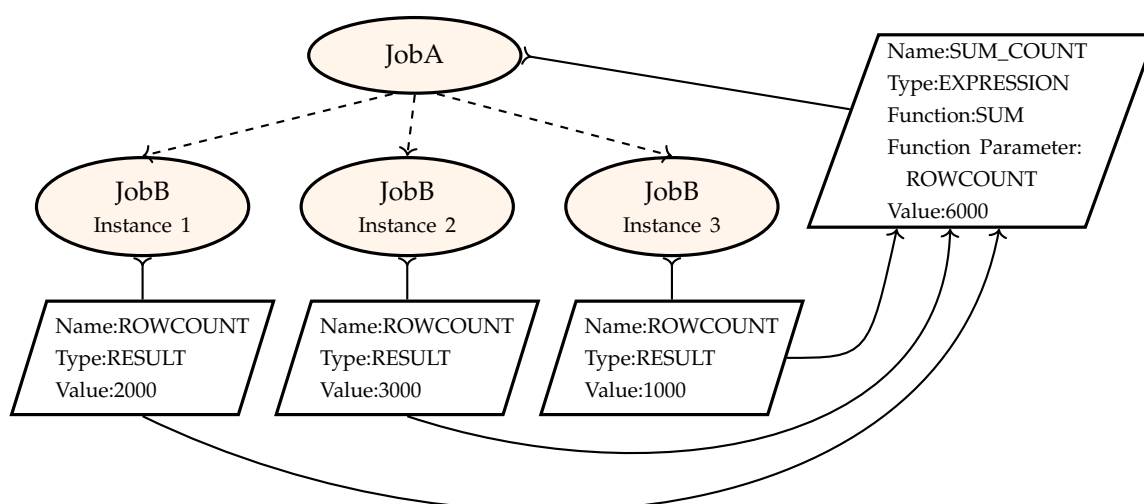 JobA
Name:SUM_COUNT
Type:EXPRESSION
Function:SUM
Function Parameter:
ROWCOUNT
Value:6000
JobB
Instance 1
JobB
Instance 2
JobB
Instance 3
Name:ROWCOUNT
Type:RESULT
Value:2000
Name:ROWCOUNT
Type:RESULT
Value:3000
Name:ROWCOUNT
Type:RESULT
Value:1000